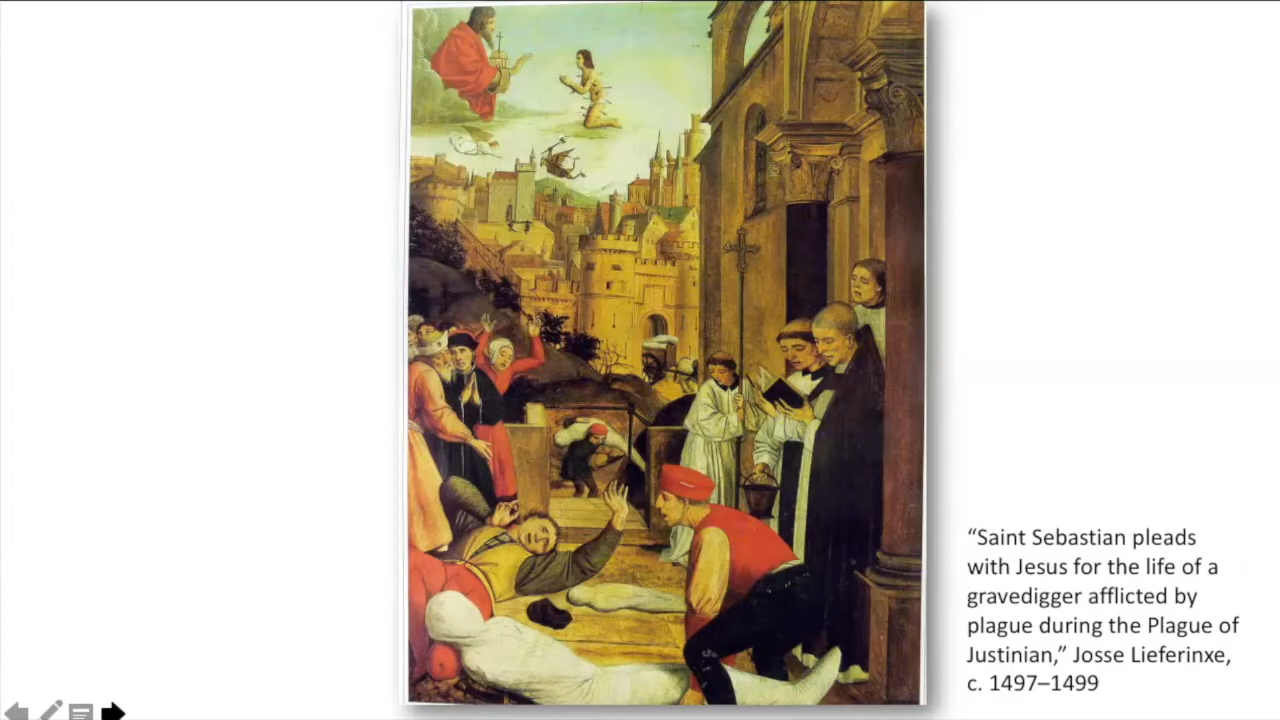 “Saint Sebastian pleads
with Jesus for the life of a
gravedigger afflicted by
plague during the Plague of
Justinian,” Josse Lieferinxe,
c. 1497–1499